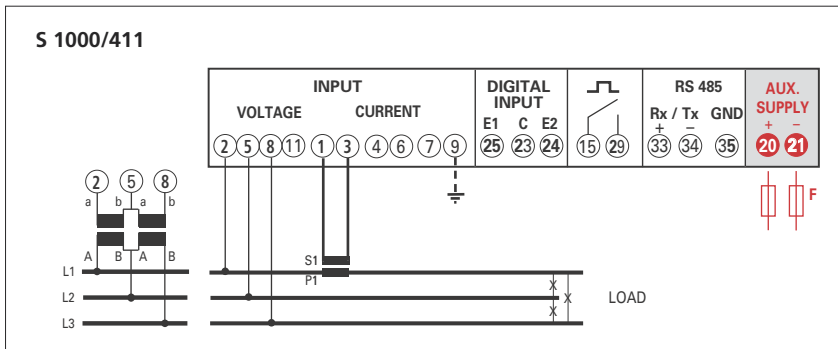 S 1000/411
INPUT
DIGITAL
INPUT
RS 485
AUX.
SUPPLY
VOLTAGE
CURRENT
E1 C E2
Rx / Tx GND
+ −
+ −
2 5 8 11 1 3 4 6 7 9 25 23 24 15 29 33 34 35 20 21
2 5 8
a b a b
F
A B A B
S1
P1
L1
L2
L3
X
X
X
LOAD